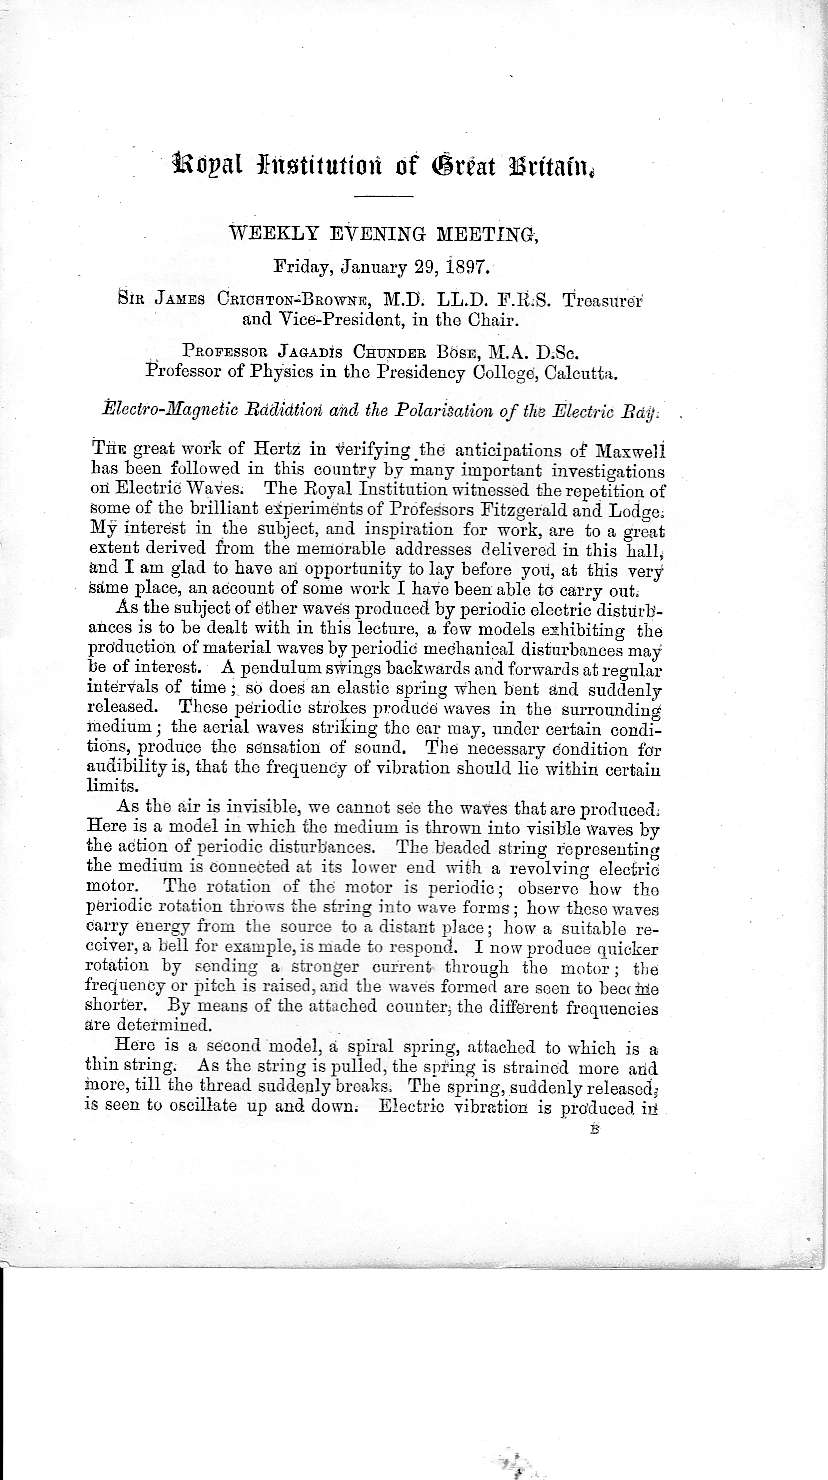 Royal Institution of Great Britain.
WEEKLY EVENING MEETING,
Friday, January 29, 1897.
SIR JAMES CRICHTON-BROWNE, M.D. LL.D. F.R.S. Treasurer
and Vice-President, in the Chair.
PROFESSOR JAGADIS CHUNDER BOSE, M.A. D.Sc.
Professor of Physics in the Presidency College, Calcutta.
Electro-Magnetic Radiation and the Polarisation of the Electric Ray.
THE great work of Hertz in verifying the anticipations of Maxwell
has been followed in this country by many important investigations
on Electric Waves. The Royal Institution witnessed the repetition of
some of the brilliant experiments of Professors Fitzgerald and Lodge.
My interest in the subject, and inspiration for work, are to a great
extent derived from the memorable addresses delivered in this hall,
and I am glad to have an opportunity to lay before you, at this very
same place, an account of some work I have been able to carry out.
As the subject of ether waves produced by periodic electric disturb-
ances is to be dealt with in this lecture, a few models exhibiting the
production of material waves by periodic mechanical disturbances may
be of interest. A pendulum swings backwards and forwards at regular
intervals of time; so does an elastic spring when bent and suddenly
released. These periodic strokes produce waves in the surrounding
medium; the aerial waves striking the ear may, under certain condi-
tions, produce the sensation of sound. The necessary condition for
audibility is, that the frequency of vibration should lie within certain
limits.
As the air is invisible, we cannot see the waves that are produced.
Here is a model in which the medium is thrown into visible waves by
the action of periodic disturbances. The beaded string representing
the medium is connected at its lower end with a revolving electric
motor. The rotation of the motor is periodic; observe how the
periodic rotation throws the string into wave forms; how these waves
carry energy from the source to a distant place; how a suitable re-
ceiver, a bell for example, is made to respond. I now produce quicker
rotation by sending a stronger current through the motor; the
frequency or pitch is raised, and the waves formed are seen to become
shorter. By means of the attached counter, the different frequencies
are determined.
Here is a second model, a spiral spring, attached to which is a
thin string. As the string is pulled, the spring is strained more and
more, till the thread suddenly breaks. The spring, suddenly released,
is seen to oscillate up and down. Electric vibration is produced in
B